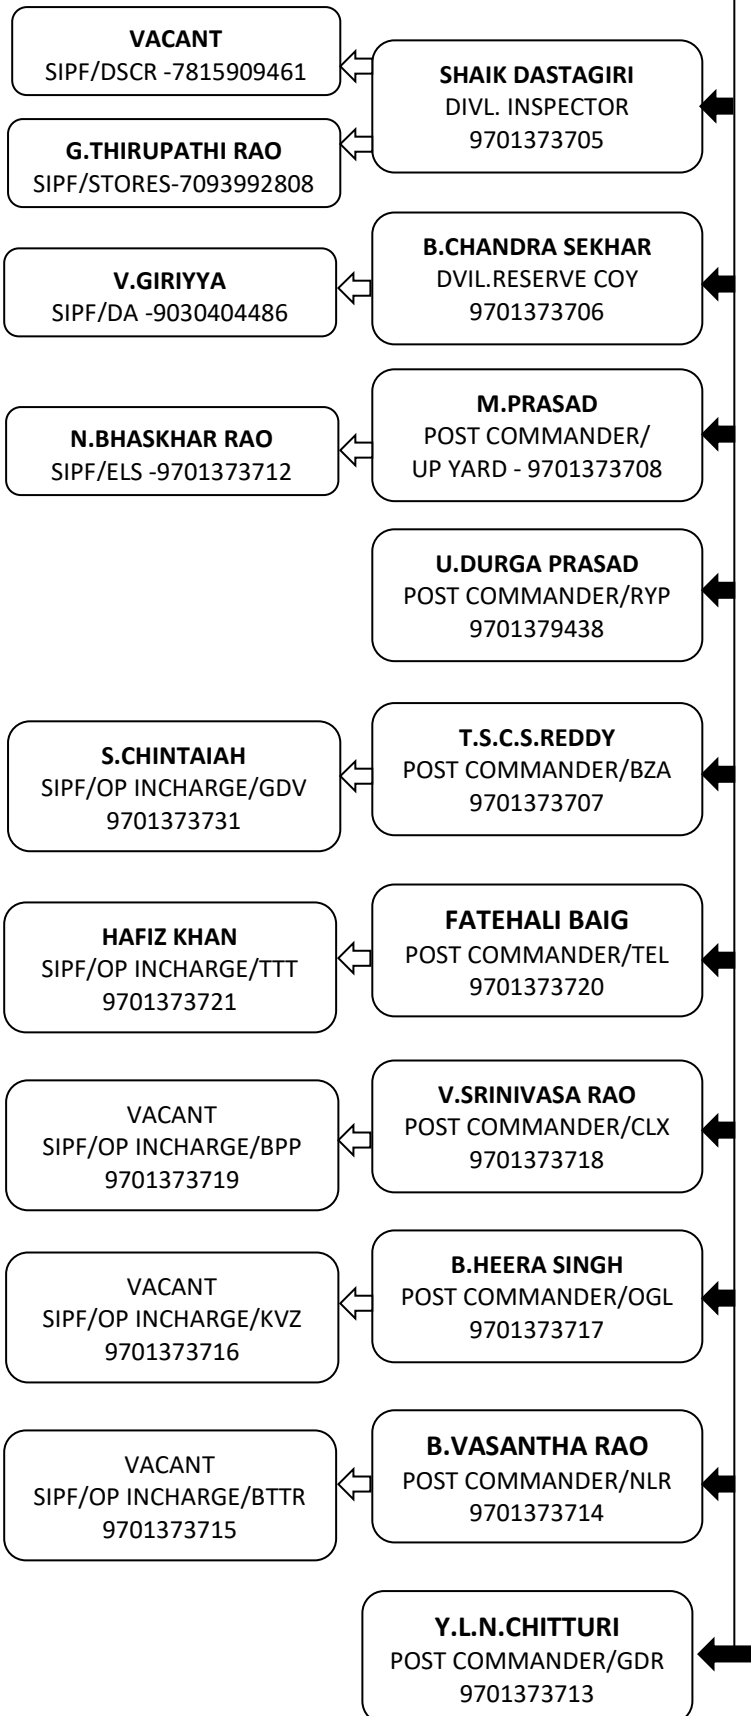 VACANT
SIPF/DSCR -7815909461
G.THIRUPATHI RAO
SIPF/STORES-7093992808
SHAIK DASTAGIRI
DIVL. INSPECTOR
9701373705
V.GIRIYYA
SIPF/DA -9030404486
B.CHANDRA SEKHAR
DVIL.RESERVE COY
9701373706
N.BHASKHAR RAO
SIPF/ELS -9701373712
M.PRASAD
POST COMMANDER/
UP YARD - 9701373708
U.DURGA PRASAD
POST COMMANDER/RYP
9701379438
S.CHINTAIAH
SIPF/OP INCHARGE/GDV
9701373731
T.S.C.S.REDDY
POST COMMANDER/BZA
9701373707
HAFIZ KHAN
SIPF/OP INCHARGE/TTT
9701373721
FATEHALI BAIG
POST COMMANDER/TEL
9701373720
VACANT
SIPF/OP INCHARGE/BPP
9701373719
V.SRINIVASA RAO
POST COMMANDER/CLX
9701373718
VACANT
SIPF/OP INCHARGE/KVZ
9701373716
B.HEERA SINGH
POST COMMANDER/OGL
9701373717
VACANT
SIPF/OP INCHARGE/BTTR
9701373715
B.VASANTHA RAO
POST COMMANDER/NLR
9701373714
Y.L.N.CHITTURI
POST COMMANDER/GDR
9701373713